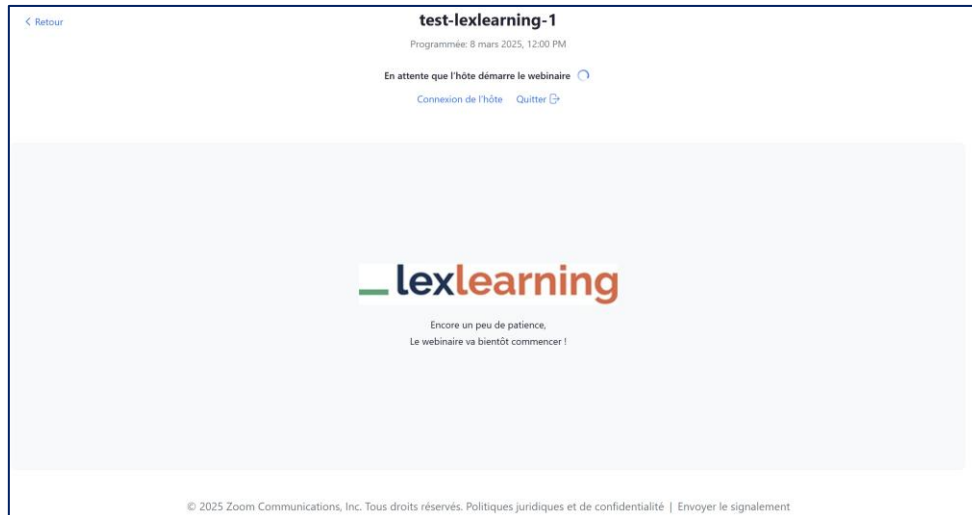 Retour
test-lexlearning-1
Programmée: 8 mars 2025, 12:00 PM
En attente que l'hôte démarre le webinaire
Connexion de l'hôte Quitter
lexlearning
Encore un peu de patience,
Le webinaire va bientôt commencer !
© 2025 Zoom Communications, Inc. Tous droits réservés. Politiques juridiques et de confidentialité | Envoyer le signalement